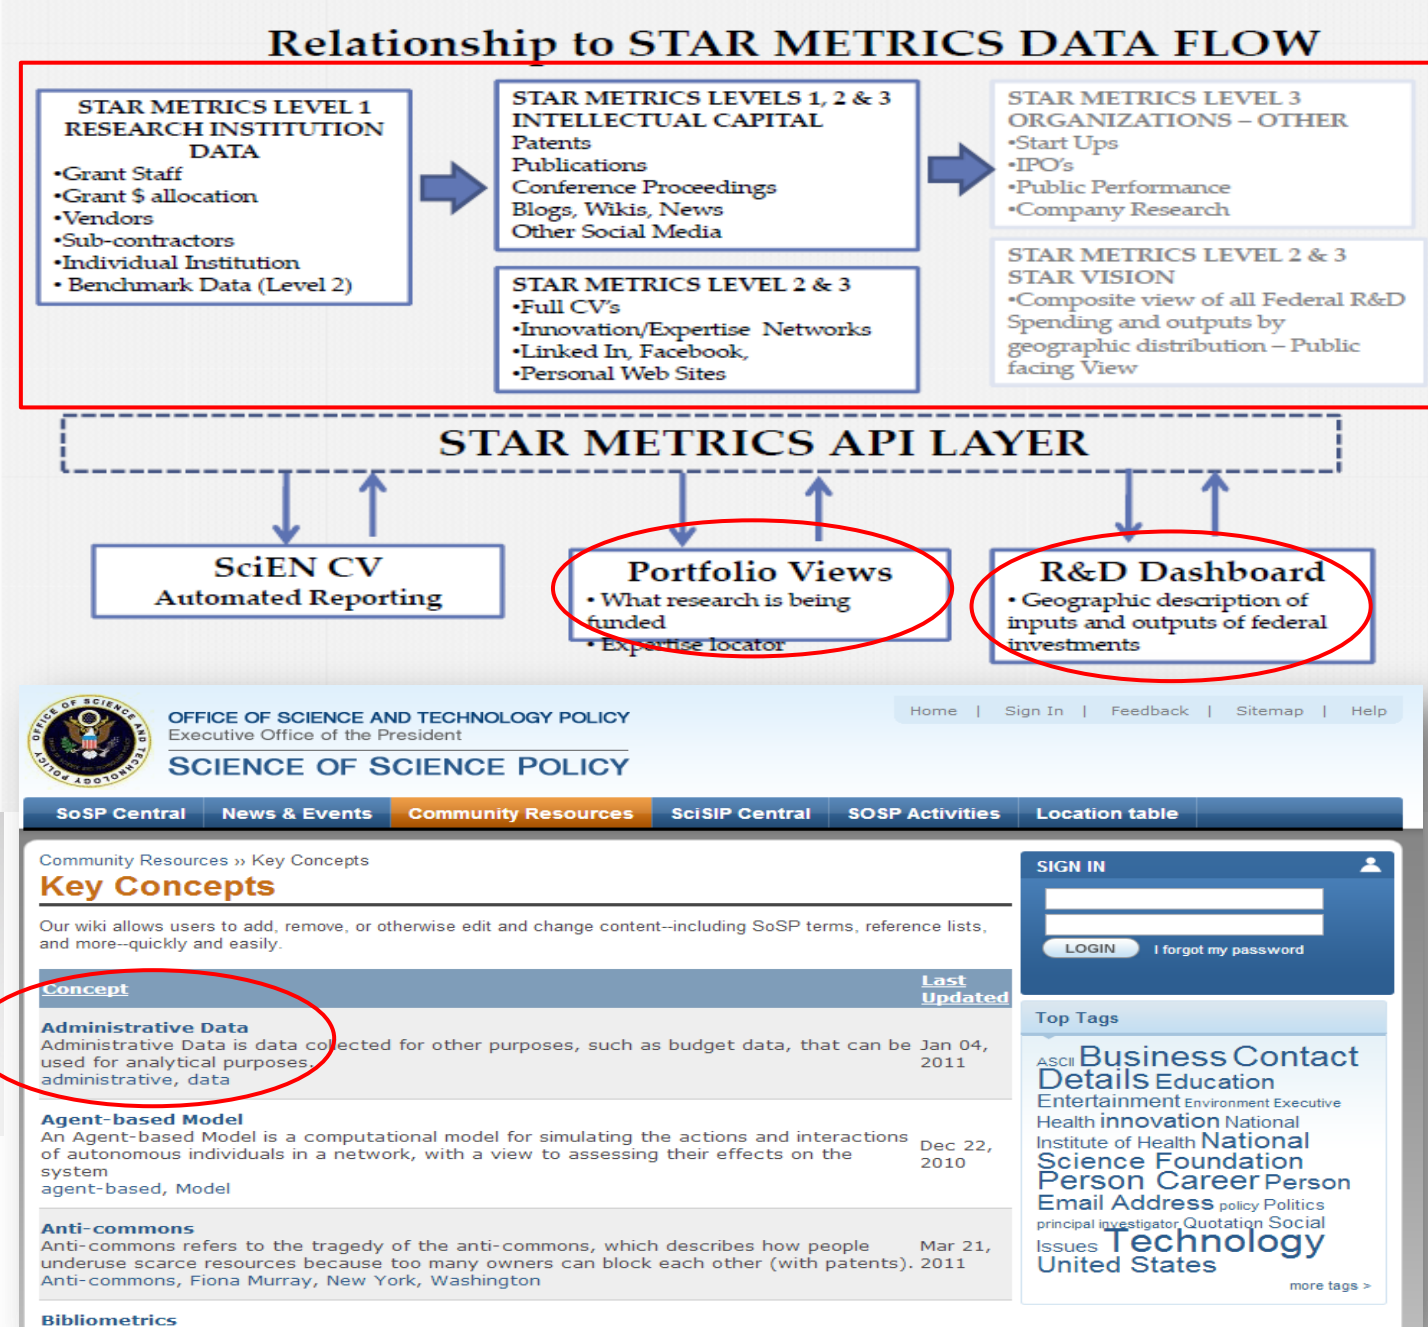 Relationship to STAR METRICS DATA FLOW
STAR METRICS LEVEL 1
RESEARCH INSTITUTION
DATA
•Grant Staff
•Grant $ allocation
•Vendors
•Sub-contractors
•Individual Institution
• Benchmark Data (Level 2)
STAR METRICS LEVELS 1, 2 & 3
INTELLECTUAL CAPITAL
Patents
Publications
Conference Proceedings
Blogs, Wikis, News
Other Social Media
STAR METRICS LEVEL 2 & 3
•Full CV's
•Innovation/Expertise Networks
•Linked In, Facebook,
•Personal Web Sites
STAR METRICS LEVEL 3
ORGANIZATIONS – OTHER
•Start Ups
•IPO's
•Public Performance
•Company Research
STAR METRICS LEVEL 2 & 3
STAR VISION
•Composite view of all Federal R&D
Spending and outputs by
geographic distribution – Public
facing View
STAR METRICS API LAYER
SciEN CV
Automated Reporting
Portfolio Views
• What research is being
funded
• Expertise locator
R&D Dashboard
• Geographic description of
inputs and outputs of federal
investments
OFFICE OF SCIENCE AND TECHNOLOGY POLICY
OFFICE OF SCIENCE AND TECHNOLOGY POLICY
Executive Office of the President
SCIENCE OF SCIENCE POLICY
Home | Sign In | Feedback | Sitemap | Help
SoSP Central News & Events Community Resources SciSIP Central SOSP Activities Location table
Community Resources ›› Key Concepts
Key Concepts
Our wiki allows users to add, remove, or otherwise edit and change content--including SoSP terms, reference lists,
and more--quickly and easily.
Concept Last
Updated
Administrative Data
Administrative Data is data collected for other purposes, such as budget data, that can be Jan 04,
used for analytical purposes. 2011
administrative, data
Agent-based Model
An Agent-based Model is a computational model for simulating the actions and interactions
of autonomous individuals in a network, with a view to assessing their effects on the Dec 22,
system 2010
agent-based, Model
Anti-commons
Anti-commons refers to the tragedy of the anti-commons, which describes how people Mar 21,
underuse scarce resources because too many owners can block each other (with patents). 2011
Anti-commons, Fiona Murray, New York, Washington
Bibliometrics
SIGN IN
LOGIN I forgot my password
Top Tags
ASCII Business Contact
Details Education
Entertainment Environment Executive
Health innovation National
Institute of Health National
Science Foundation
Person Career Person
Email Address policy Politics
principal investigator Quotation Social
Issues Technology
United States
more tags >